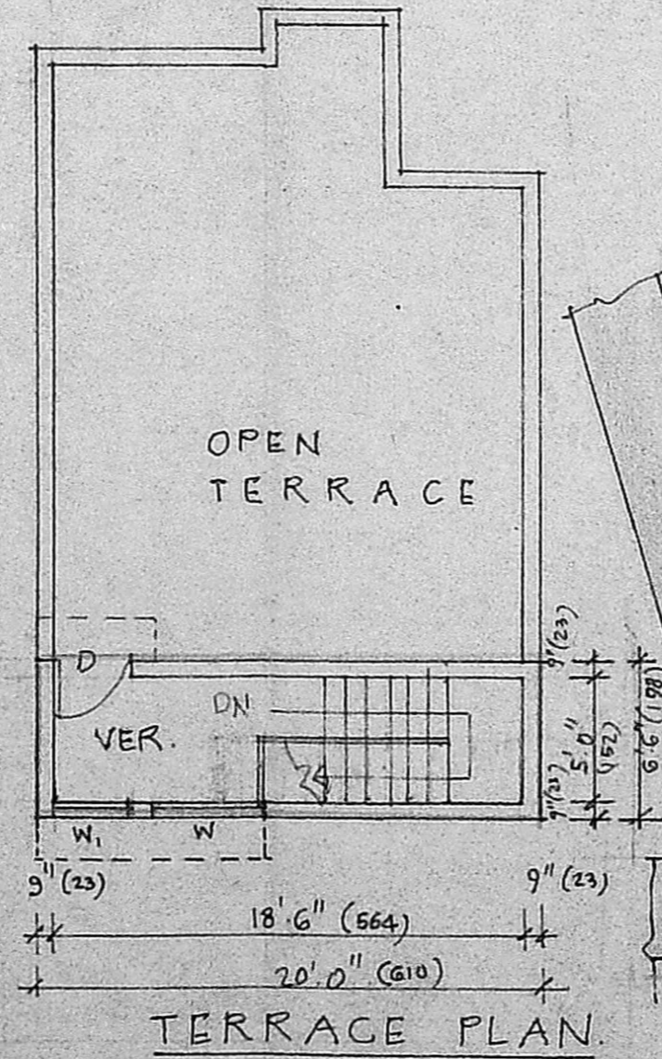 OPEN
TERRACE
D
DN
VER.
W1 W
9" (23)
5'.0"
(152)
9" (23)
6'.6" (198)
9" (23) 9" (23)
18'.6" (564)
20'.0" (610)
TERRACE PLAN.